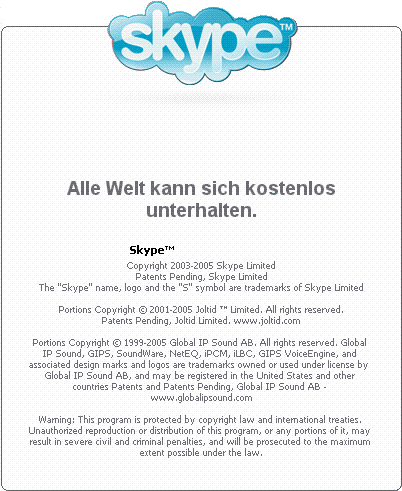 skype™
Alle Welt kann sich kostenlos
unterhalten.
Skype™
Copyright 2003-2005 Skype Limited
Patents Pending, Skype Limited
The "Skype" name, logo and the "S" symbol are trademarks of Skype Limited
Portions Copyright © 2001-2005 Joltid ™ Limited. All rights reserved.
Patents Pending, Joltid Limited. www.joltid.com
Portions Copyright © 1999-2005 Global IP Sound AB. All rights reserved. Global
IP Sound, GIPS, SoundWare, NetEQ, iPCM, iLBC, GIPS VoiceEngine, and
associated design marks and logos are trademarks owned or used under license by
Global IP Sound AB, and may be registered in the United States and other
countries Patents and Patents Pending, Global IP Sound AB -
www.globalipsound.com
Warning: This program is protected by copyright law and international treaties.
Unauthorized reproduction or distribution of this program, or any portions of it, may
result in severe civil and criminal penalties, and will be prosecuted to the maximum
extent possible under the law.